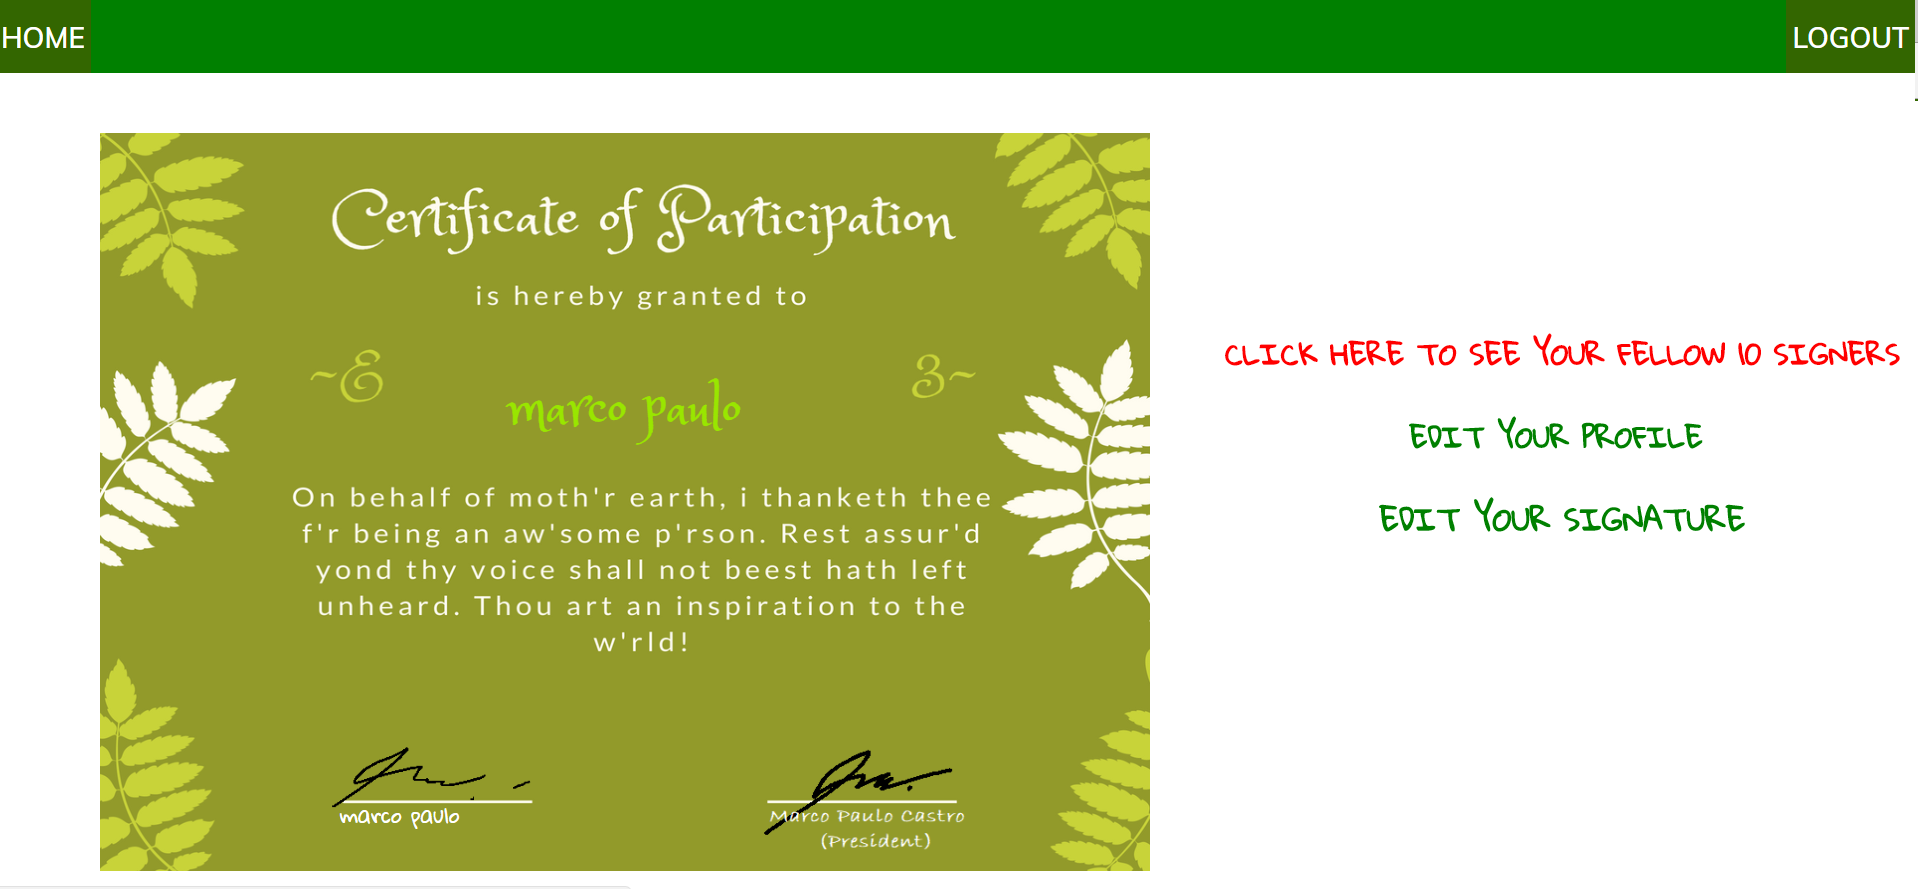 HOME
LOGOUT
Certificate of Participation
is hereby granted to
~E 3~
marco paulo
On behalf of moth'r earth, i thanketh thee
f'r being an aw'some p'rson. Rest assur'd
yond thy voice shall not beest hath left
unheard. Thou art an inspiration to the
w'rld!
marco paulo
Marco Paulo Castro
(President)
CLICK HERE TO SEE YOUR FELLOW 10 SIGNERS
EDIT YOUR PROFILE
EDIT YOUR SIGNATURE